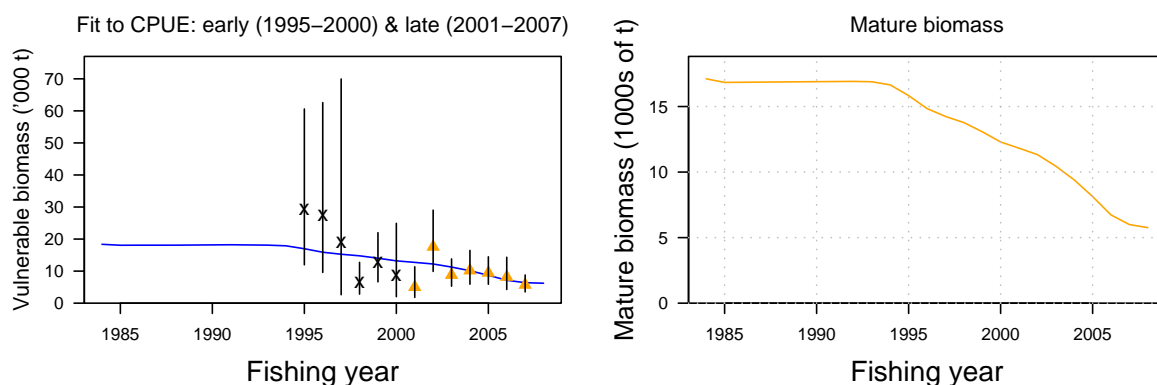 Fit to CPUE: early (1995−2000) & late (2001−2007)
Vulnerable biomass ('000 t)
70
60
50
40
30
20
10
0
1985 1990 1995 2000 2005
Fishing year
Mature biomass
Mature biomass (1000s of t)
15
10
5
0
1985 1990 1995 2000 2005
Fishing year